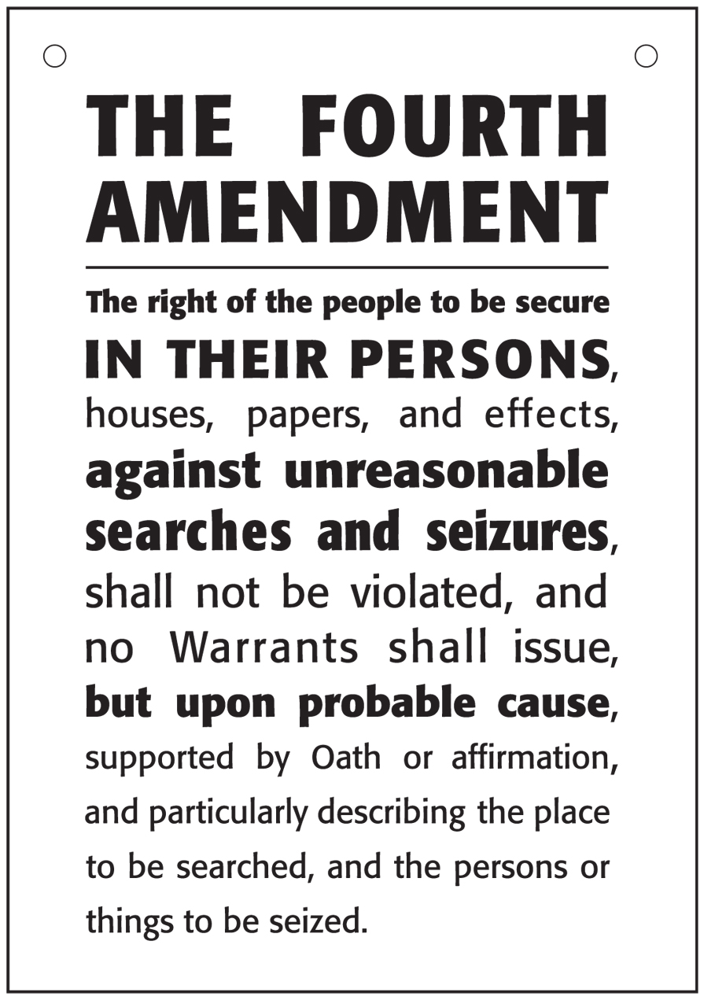 THE FOURTH
AMENDMENT
The right of the people to be secure
IN THEIR PERSONS,
houses, papers, and effects,
against unreasonable
searches and seizures,
shall not be violated, and
no Warrants shall issue,
but upon probable cause,
supported by Oath or affirmation,
and particularly describing the place
to be searched, and the persons or
things to be seized.